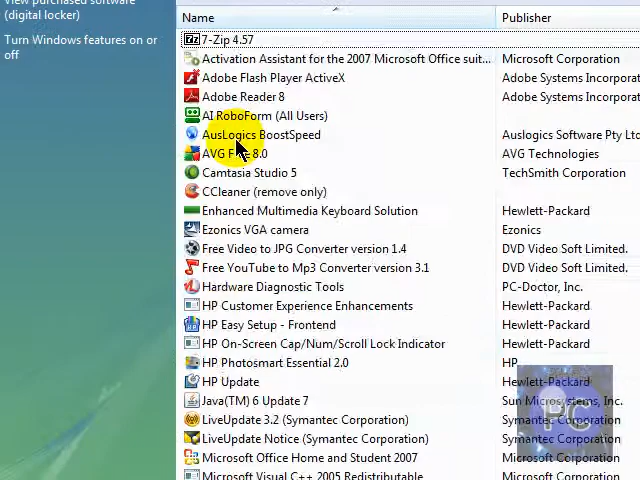 View purchased software
(digital locker)
Turn Windows features on or
off
Name Publisher
7-Zip 4.57
Activation Assistant for the 2007 Microsoft Office suit... Microsoft Corporation
Adobe Flash Player ActiveX Adobe Systems Incorporat
Adobe Reader 8 Adobe Systems Incorporat
AI RoboForm (All Users)
AusLogics BoostSpeed Auslogics Software Pty Ltd
AVG Free 8.0 AVG Technologies
Camtasia Studio 5 TechSmith Corporation
CCleaner (remove only)
Enhanced Multimedia Keyboard Solution Hewlett-Packard
Ezonics VGA camera Ezonics
Free Video to JPG Converter version 1.4 DVD Video Soft Limited.
Free YouTube to Mp3 Converter version 3.1 DVD Video Soft Limited.
Hardware Diagnostic Tools PC-Doctor, Inc.
HP Customer Experience Enhancements Hewlett-Packard
HP Easy Setup - Frontend Hewlett-Packard
HP On-Screen Cap/Num/Scroll Lock Indicator Hewlett-Packard
HP Photosmart Essential 2.0 HP
HP Update Hewlett-Packard
Java(TM) 6 Update 7 Sun Microsystems, Inc.
LiveUpdate 3.2 (Symantec Corporation) Symantec Corporation
LiveUpdate Notice (Symantec Corporation) Symantec Corporation
Microsoft Office Home and Student 2007 Microsoft Corporation
Microsoft Visual C++ 2005 Redistributable Microsoft Corporation
PC